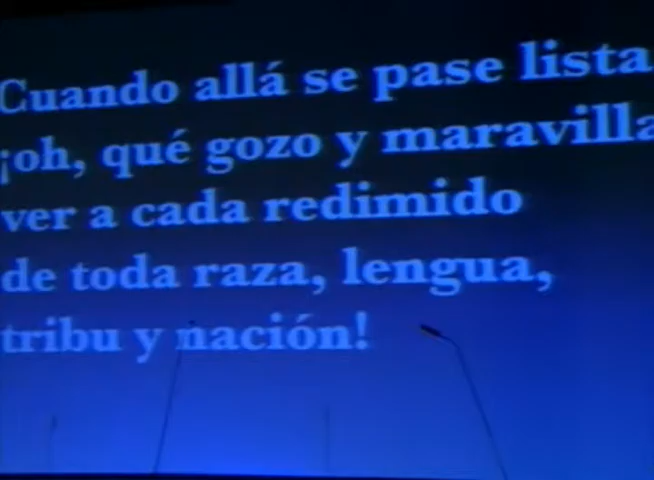 Cuando allá se pase lista
¡oh, qué gozo y maravilla
ver a cada redimido
de toda raza, lengua,
tribu y nación!